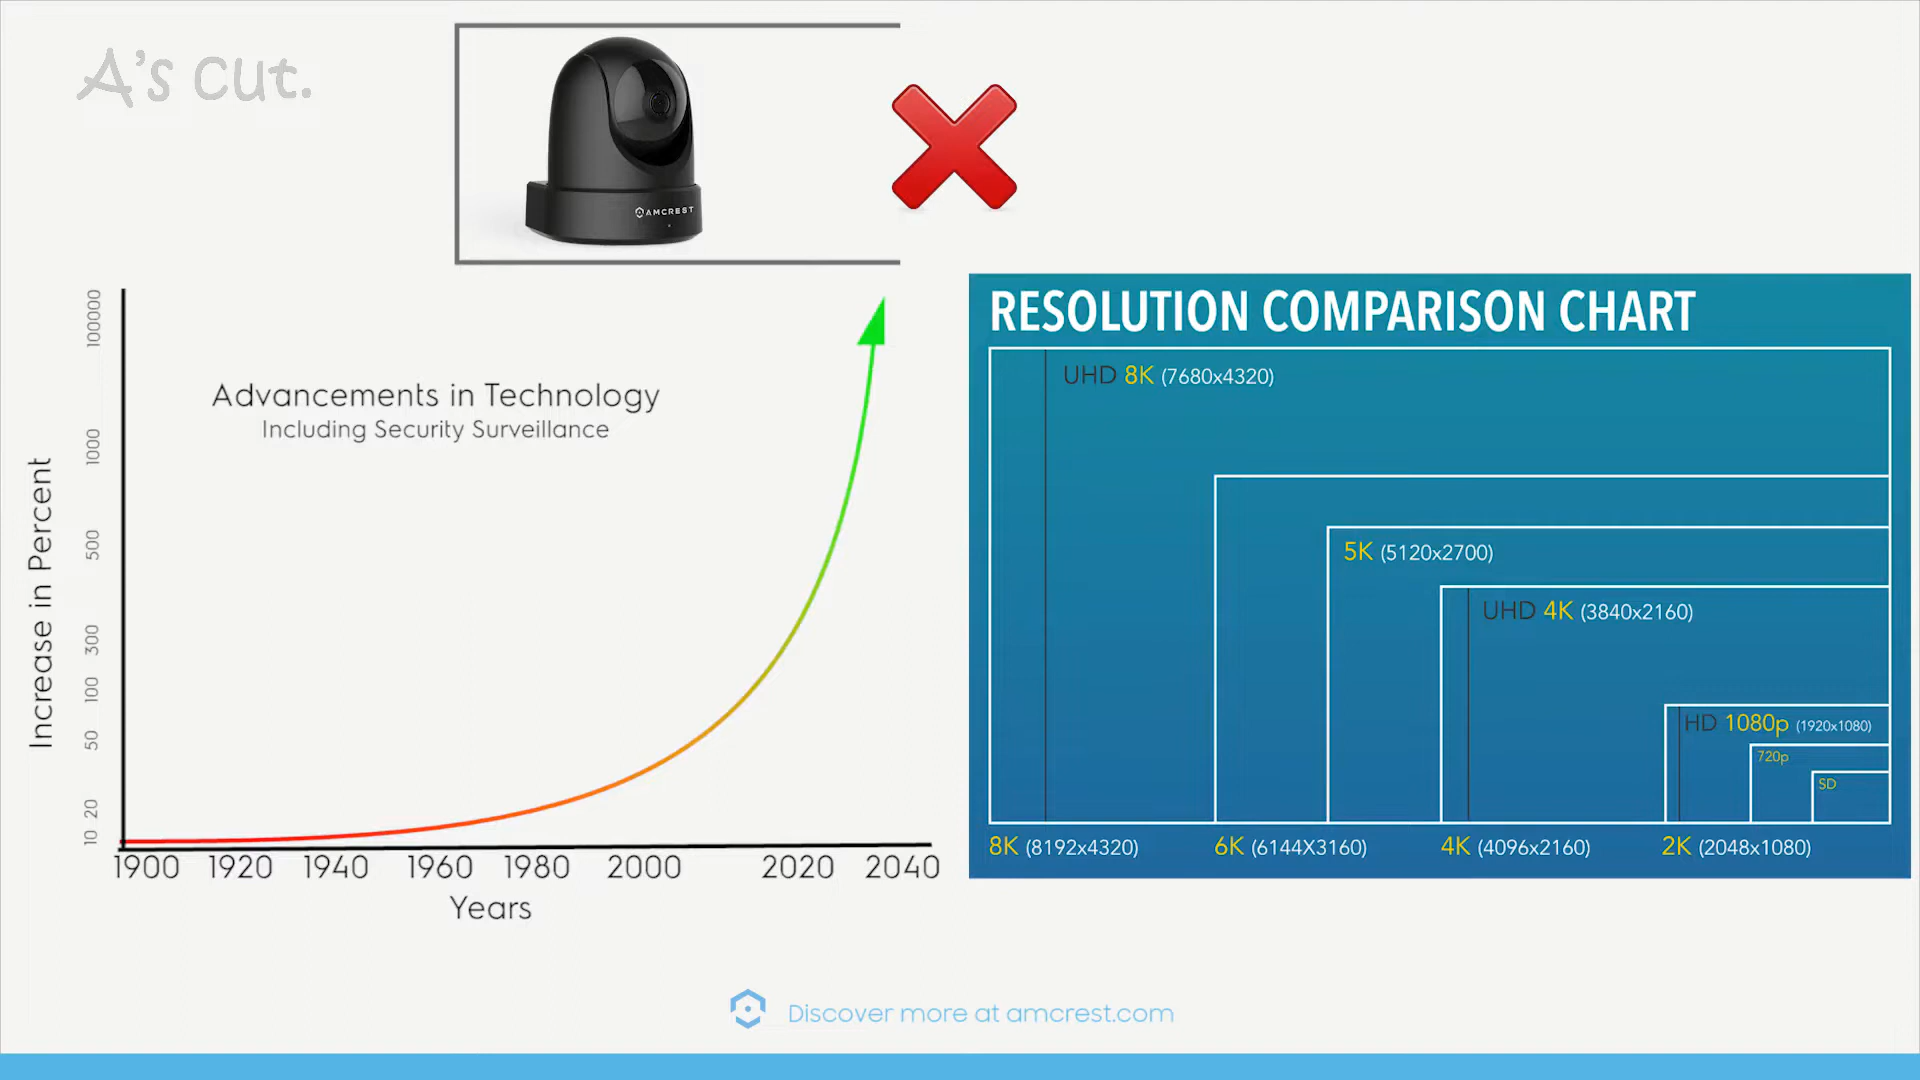 A's cut.
AMCREST
Advancements in Technology
Including Security Surveillance
Increase in Percent
100000
1000
500
300
100
50
20
10
1900 1920 1940 1960 1980 2000 2020 2040
Years
RESOLUTION COMPARISON CHART
UHD 8K (7680x4320)
5K (5120x2700)
UHD 4K (3840x2160)
HD 1080p (1920x1080)
720p
SD
8K (8192x4320) 6K (6144X3160) 4K (4096x2160) 2K (2048x1080)
Discover more at amcrest.com